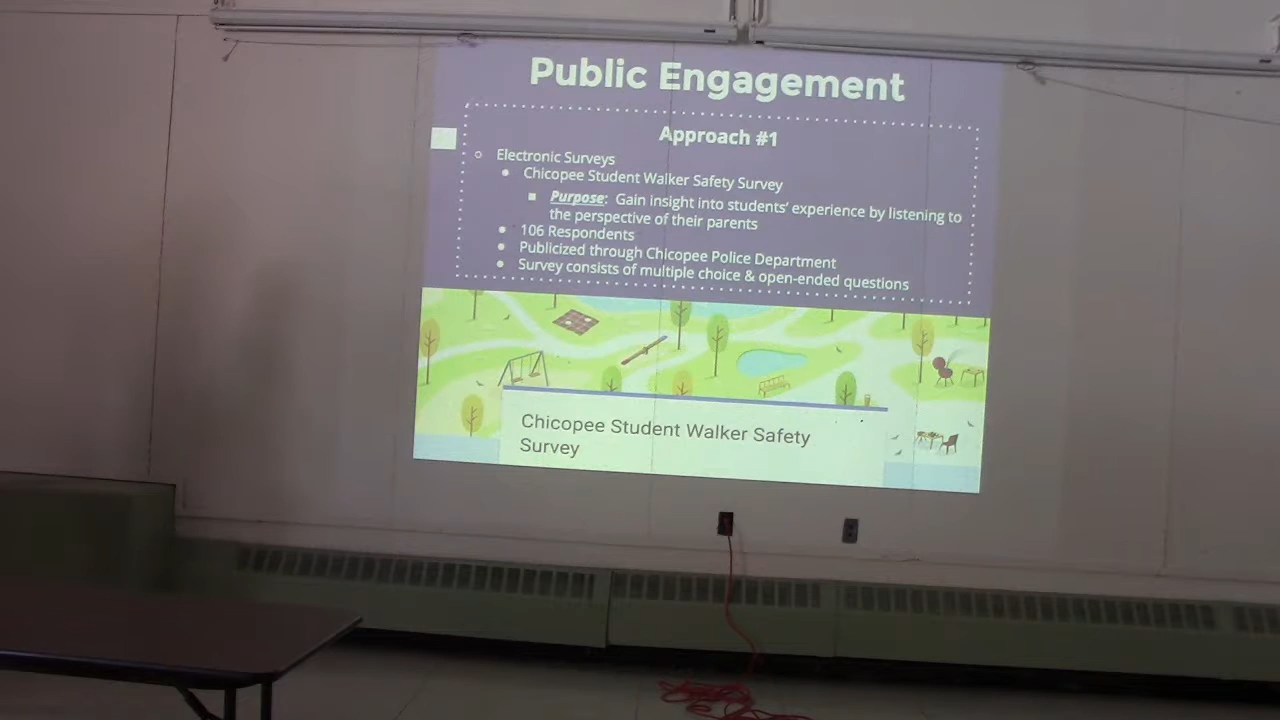 Public Engagement
Approach #1
Electronic Surveys
Chicopee Student Walker Safety Survey
Purpose: Gain insight into students' experience by listening to
the perspective of their parents
106 Respondents
Publicized through Chicopee Police Department
Survey consists of multiple choice & open-ended questions
Chicopee Student Walker Safety
Survey